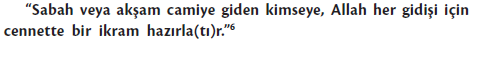 “Sabah veya akşam camiye giden kimseye, Allah her gidişi için
cennette bir ikram hazırla(tı)r.”⁶